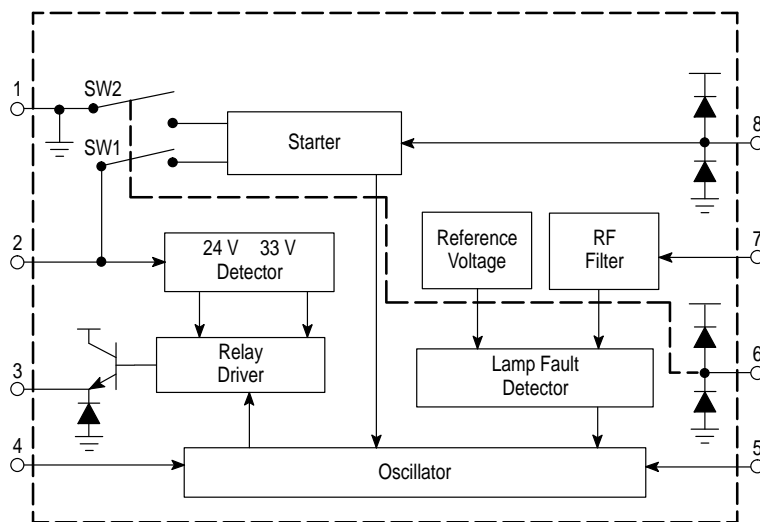 1
SW2
Starter
8
SW1
2
24 V 33 V
Detector
Reference
Voltage
RF
Filter
7
3
Relay
Driver
Lamp Fault
Detector
6
4
Oscillator
5